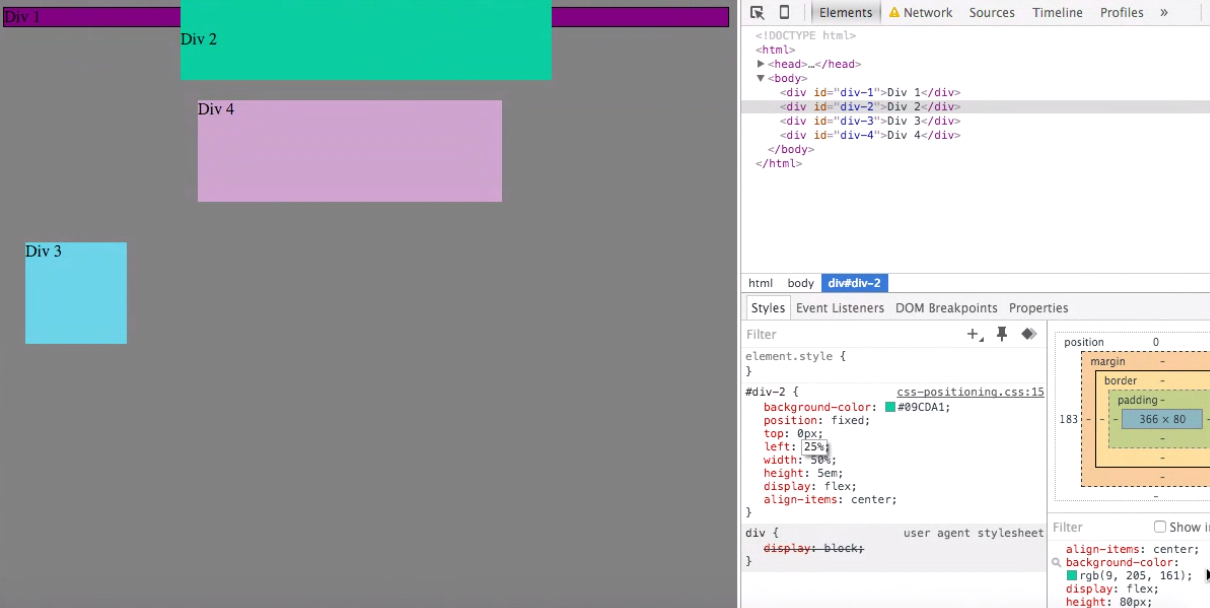 Div 1
Div 2
Div 4
Div 3
Elements Network Sources Timeline Profiles »
<!DOCTYPE html>
<html>
▶<head>…</head>
▼<body>
<div id="div-1">Div 1</div>
<div id="div-2">Div 2</div>
<div id="div-3">Div 3</div>
<div id="div-4">Div 4</div>
</body>
</html>
html body div#div-2
Styles Event Listeners DOM Breakpoints Properties
Filter
element.style {
}
#div-2 { css-positioning.css:15
background-color: #09CDA1;
position: fixed;
top: 0px;
left: 25%;
width: 50%;
height: 5em;
display: flex;
align-items: center;
}
div { user agent stylesheet
display: block;
}
position 0
margin -
border -
padding -
183 - - - 366 × 80 -
-
-
-
-
Filter Show in
align-items: center;
background-color:
rgb(9, 205, 161);
display: flex;
height: 80px;